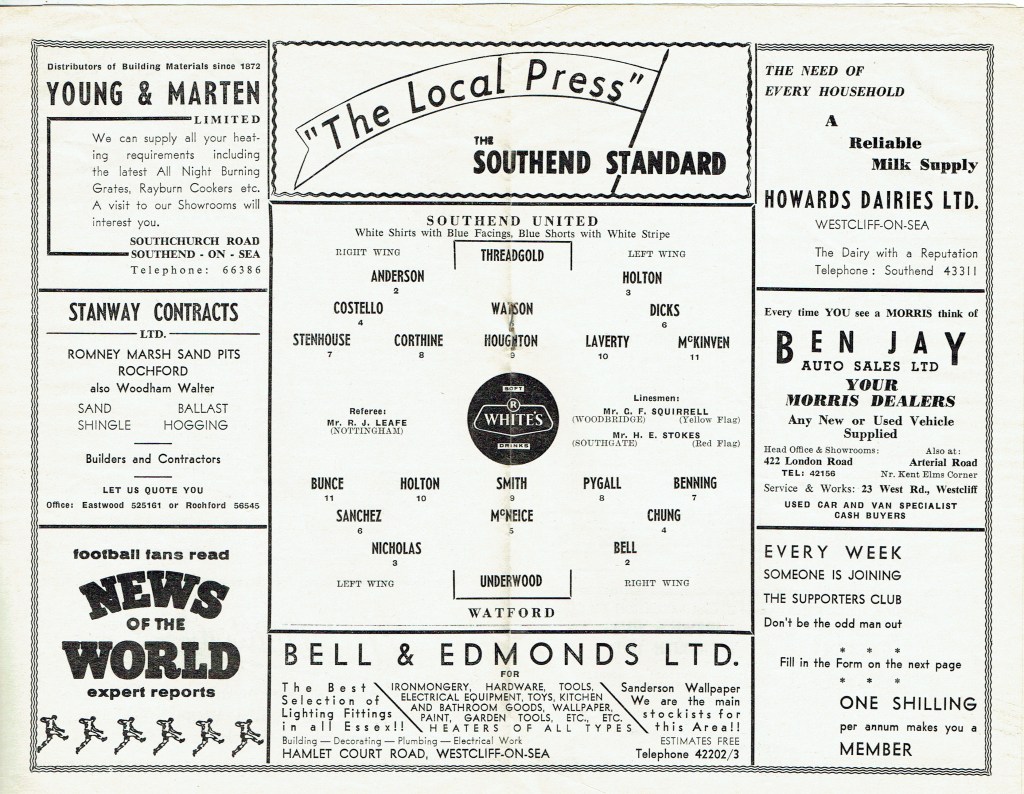 Distributors of Building Materials since 1872
YOUNG & MARTEN
LIMITED
We can supply all your heat-
ing requirements including
the latest All Night Burning
Grates, Rayburn Cookers etc.
A visit to our Showrooms will
interest you.
SOUTHCHURCH ROAD
SOUTHEND - ON - SEA
Telephone: 66386
STANWAY CONTRACTS
LTD.
ROMNEY MARSH SAND PITS
ROCHFORD
also Woodham Walter
SAND BALLAST
SHINGLE HOGGING
Builders and Contractors
LET US QUOTE YOU
Office: Eastwood 525161 or Rochford 56545
football fans read
NEWS
OF THE
WORLD
expert reports
"The Local Press"
THE
SOUTHEND STANDARD
SOUTHEND UNITED
White Shirts with Blue Facings, Blue Shorts with White Stripe
RIGHT WING THREADGOLD LEFT WING
ANDERSON HOLTON
2 3
COSTELLO WATSON DICKS
4 6
STENHOUSE CORTHINE HOUGHTON LAVERTY McKINVEN
7 8 9 10 11
SOFT
®
WHITE'S
DRINKS
Referee:
Mr. R. J. LEAFE
(NOTTINGHAM)
Linesmen:
Mr. C. F. SQUIRRELL
(WOODBRIDGE) (Yellow Flag)
Mr. H. E. STOKES
(SOUTHGATE) (Red Flag)
BUNCE HOLTON SMITH PYGALL BENNING
11 10 9 8 7
SANCHEZ McNEICE CHUNG
6 5 4
NICHOLAS BELL
3 2
LEFT WING UNDERWOOD RIGHT WING
WATFORD
BELL & EDMONDS LTD.
FOR
The Best
Selection of
Lighting Fittings
in all Essex!!
IRONMONGERY, HARDWARE, TOOLS,
ELECTRICAL EQUIPMENT, TOYS, KITCHEN
AND BATHROOM GOODS, WALLPAPER,
PAINT, GARDEN TOOLS, ETC., ETC.
HEATERS OF ALL TYPES
Sanderson Wallpaper
We are the main
stockists for
this Area!!
Building — Decorating — Plumbing — Electrical Work ESTIMATES FREE
HAMLET COURT ROAD, WESTCLIFF-ON-SEA Telephone 42202/3
THE NEED OF
EVERY HOUSEHOLD
A
Reliable
Milk Supply
HOWARDS DAIRIES LTD.
WESTCLIFF-ON-SEA
The Dairy with a Reputation
Telephone: Southend 43311
Every time YOU see a MORRIS think of
BEN JAY
AUTO SALES LTD
YOUR
MORRIS DEALERS
Any New or Used Vehicle
Supplied
Head Office & Showrooms: Also at:
422 London Road Arterial Road
TEL: 42156 Nr. Kent Elms Corner
Service & Works: 23 West Rd., Westcliff
USED CAR AND VAN SPECIALIST
CASH BUYERS
EVERY WEEK
SOMEONE IS JOINING
THE SUPPORTERS CLUB
Don't be the odd man out
* * *
Fill in the Form on the next page
* * *
ONE SHILLING
per annum makes you a
MEMBER